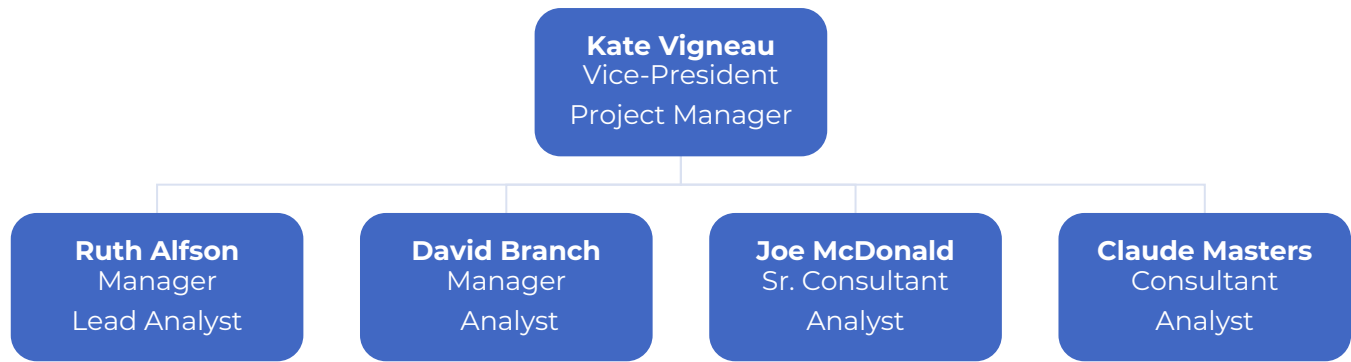 Kate Vigneau
Vice-President
Project Manager
Ruth Alfson
Manager
Lead Analyst
David Branch
Manager
Analyst
Joe McDonald
Sr. Consultant
Analyst
Claude Masters
Consultant
Analyst